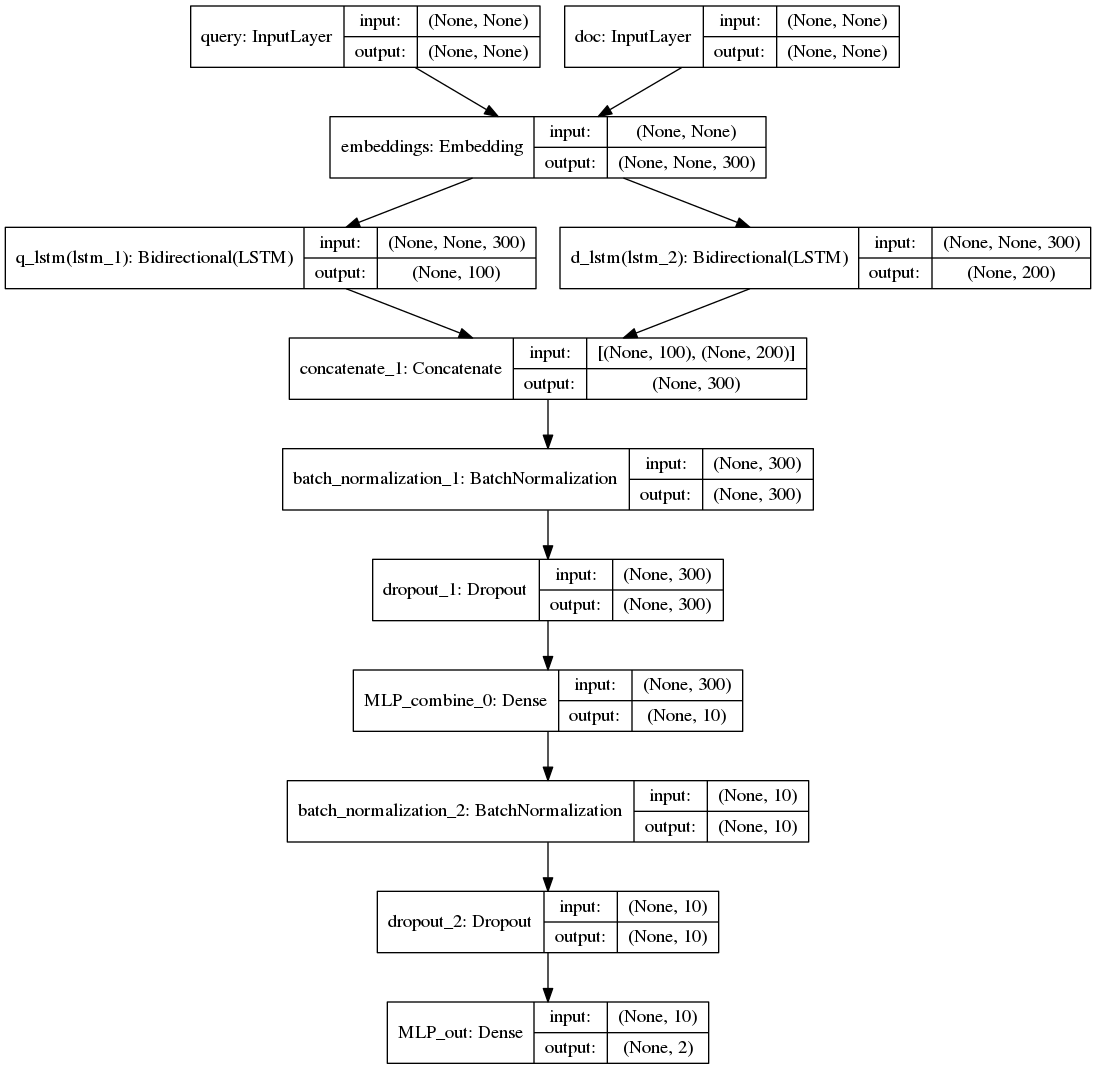 query: InputLayer
input:
(None, None)
output:
(None, None)
doc: InputLayer
input:
(None, None)
output:
(None, None)
embeddings: Embedding
input:
(None, None)
output:
(None, None, 300)
q_lstm(lstm_1): Bidirectional(LSTM)
input:
(None, None, 300)
output:
(None, 100)
d_lstm(lstm_2): Bidirectional(LSTM)
input:
(None, None, 300)
output:
(None, 200)
concatenate_1: Concatenate
input:
[(None, 100), (None, 200)]
output:
(None, 300)
batch_normalization_1: BatchNormalization
input:
(None, 300)
output:
(None, 300)
dropout_1: Dropout
input:
(None, 300)
output:
(None, 300)
MLP_combine_0: Dense
input:
(None, 300)
output:
(None, 10)
batch_normalization_2: BatchNormalization
input:
(None, 10)
output:
(None, 10)
dropout_2: Dropout
input:
(None, 10)
output:
(None, 10)
MLP_out: Dense
input:
(None, 10)
output:
(None, 2)